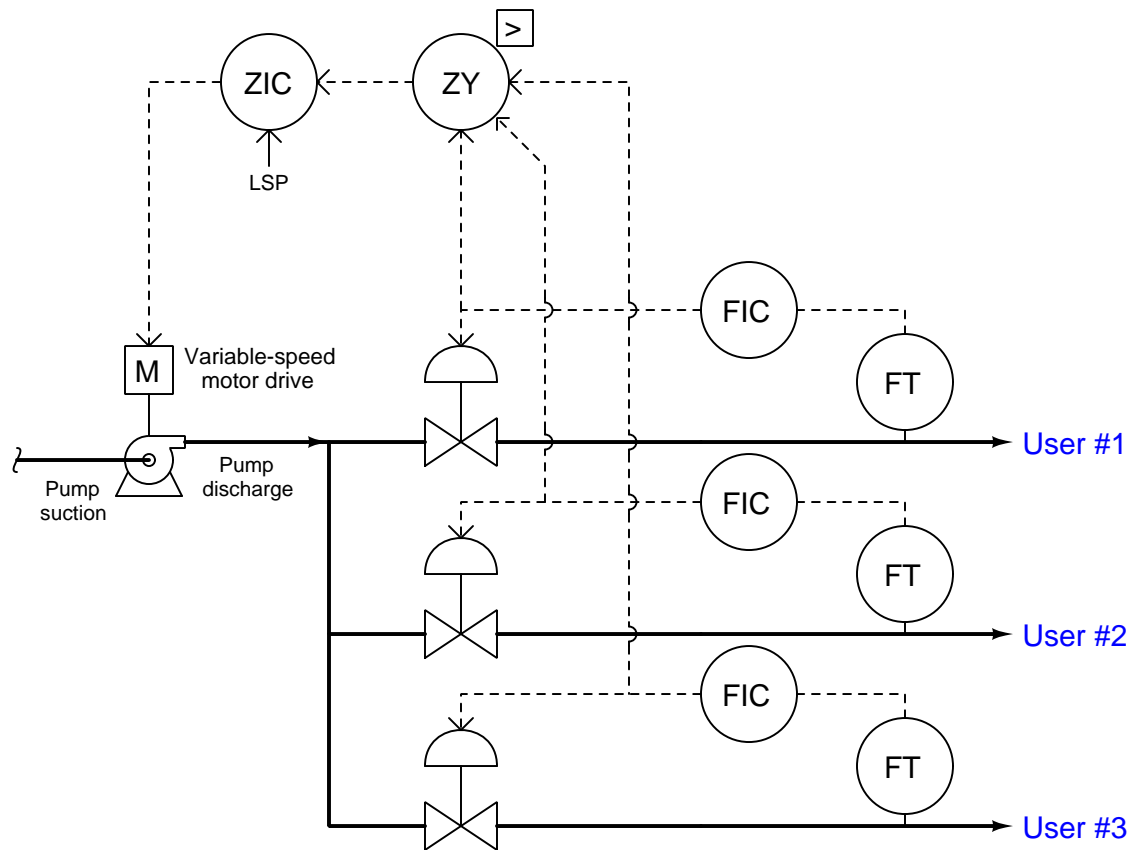 >
ZIC
ZY
LSP
FIC
M
Variable-speed
motor drive
FT
User #1
Pump
suction
Pump
discharge
FIC
FT
User #2
FIC
FT
User #3